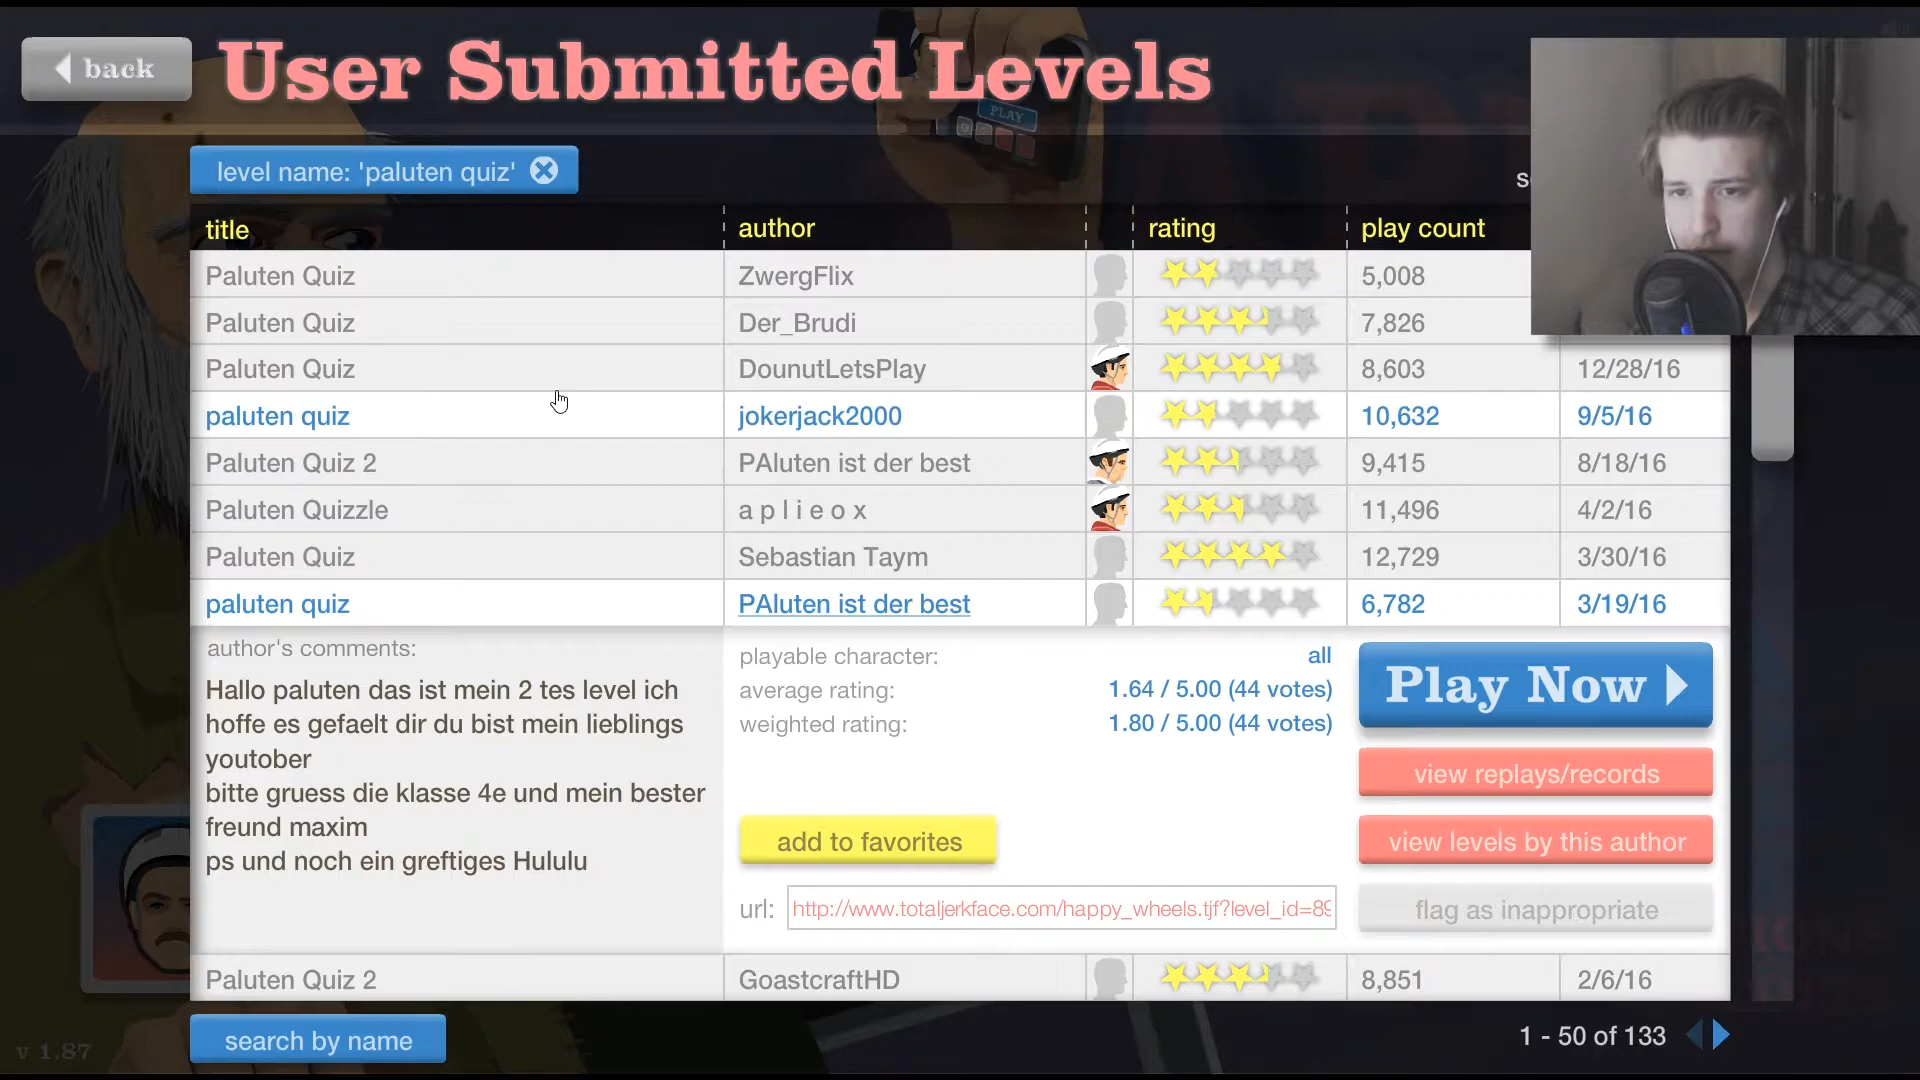 back
User Submitted Levels
PLAY
level name: 'paluten quiz'
s
title author rating play count
Paluten Quiz ZwergFlix 5,008
Paluten Quiz Der_Brudi 7,826
Paluten Quiz DounutLetsPlay 8,603 12/28/16
paluten quiz jokerjack2000 10,632 9/5/16
Paluten Quiz 2 PAluten ist der best 9,415 8/18/16
Paluten Quizzle a p l i e o x 11,496 4/2/16
Paluten Quiz Sebastian Taym 12,729 3/30/16
paluten quiz PAluten ist der best 6,782 3/19/16
author's comments:
Hallo paluten das ist mein 2 tes level ich
hoffe es gefaelt dir du bist mein lieblings
youtober
bitte gruess die klasse 4e und mein bester
freund maxim
ps und noch ein greftiges Hululu
playable character: all
average rating: 1.64 / 5.00 (44 votes)
weighted rating: 1.80 / 5.00 (44 votes)
add to favorites
url: http://www.totaljerkface.com/happy_wheels.tjf?level_id=89
Play Now
view replays/records
view levels by this author
flag as inappropriate
Paluten Quiz 2 GoastcraftHD 8,851 2/6/16
search by name
1 - 50 of 133
v 1.87